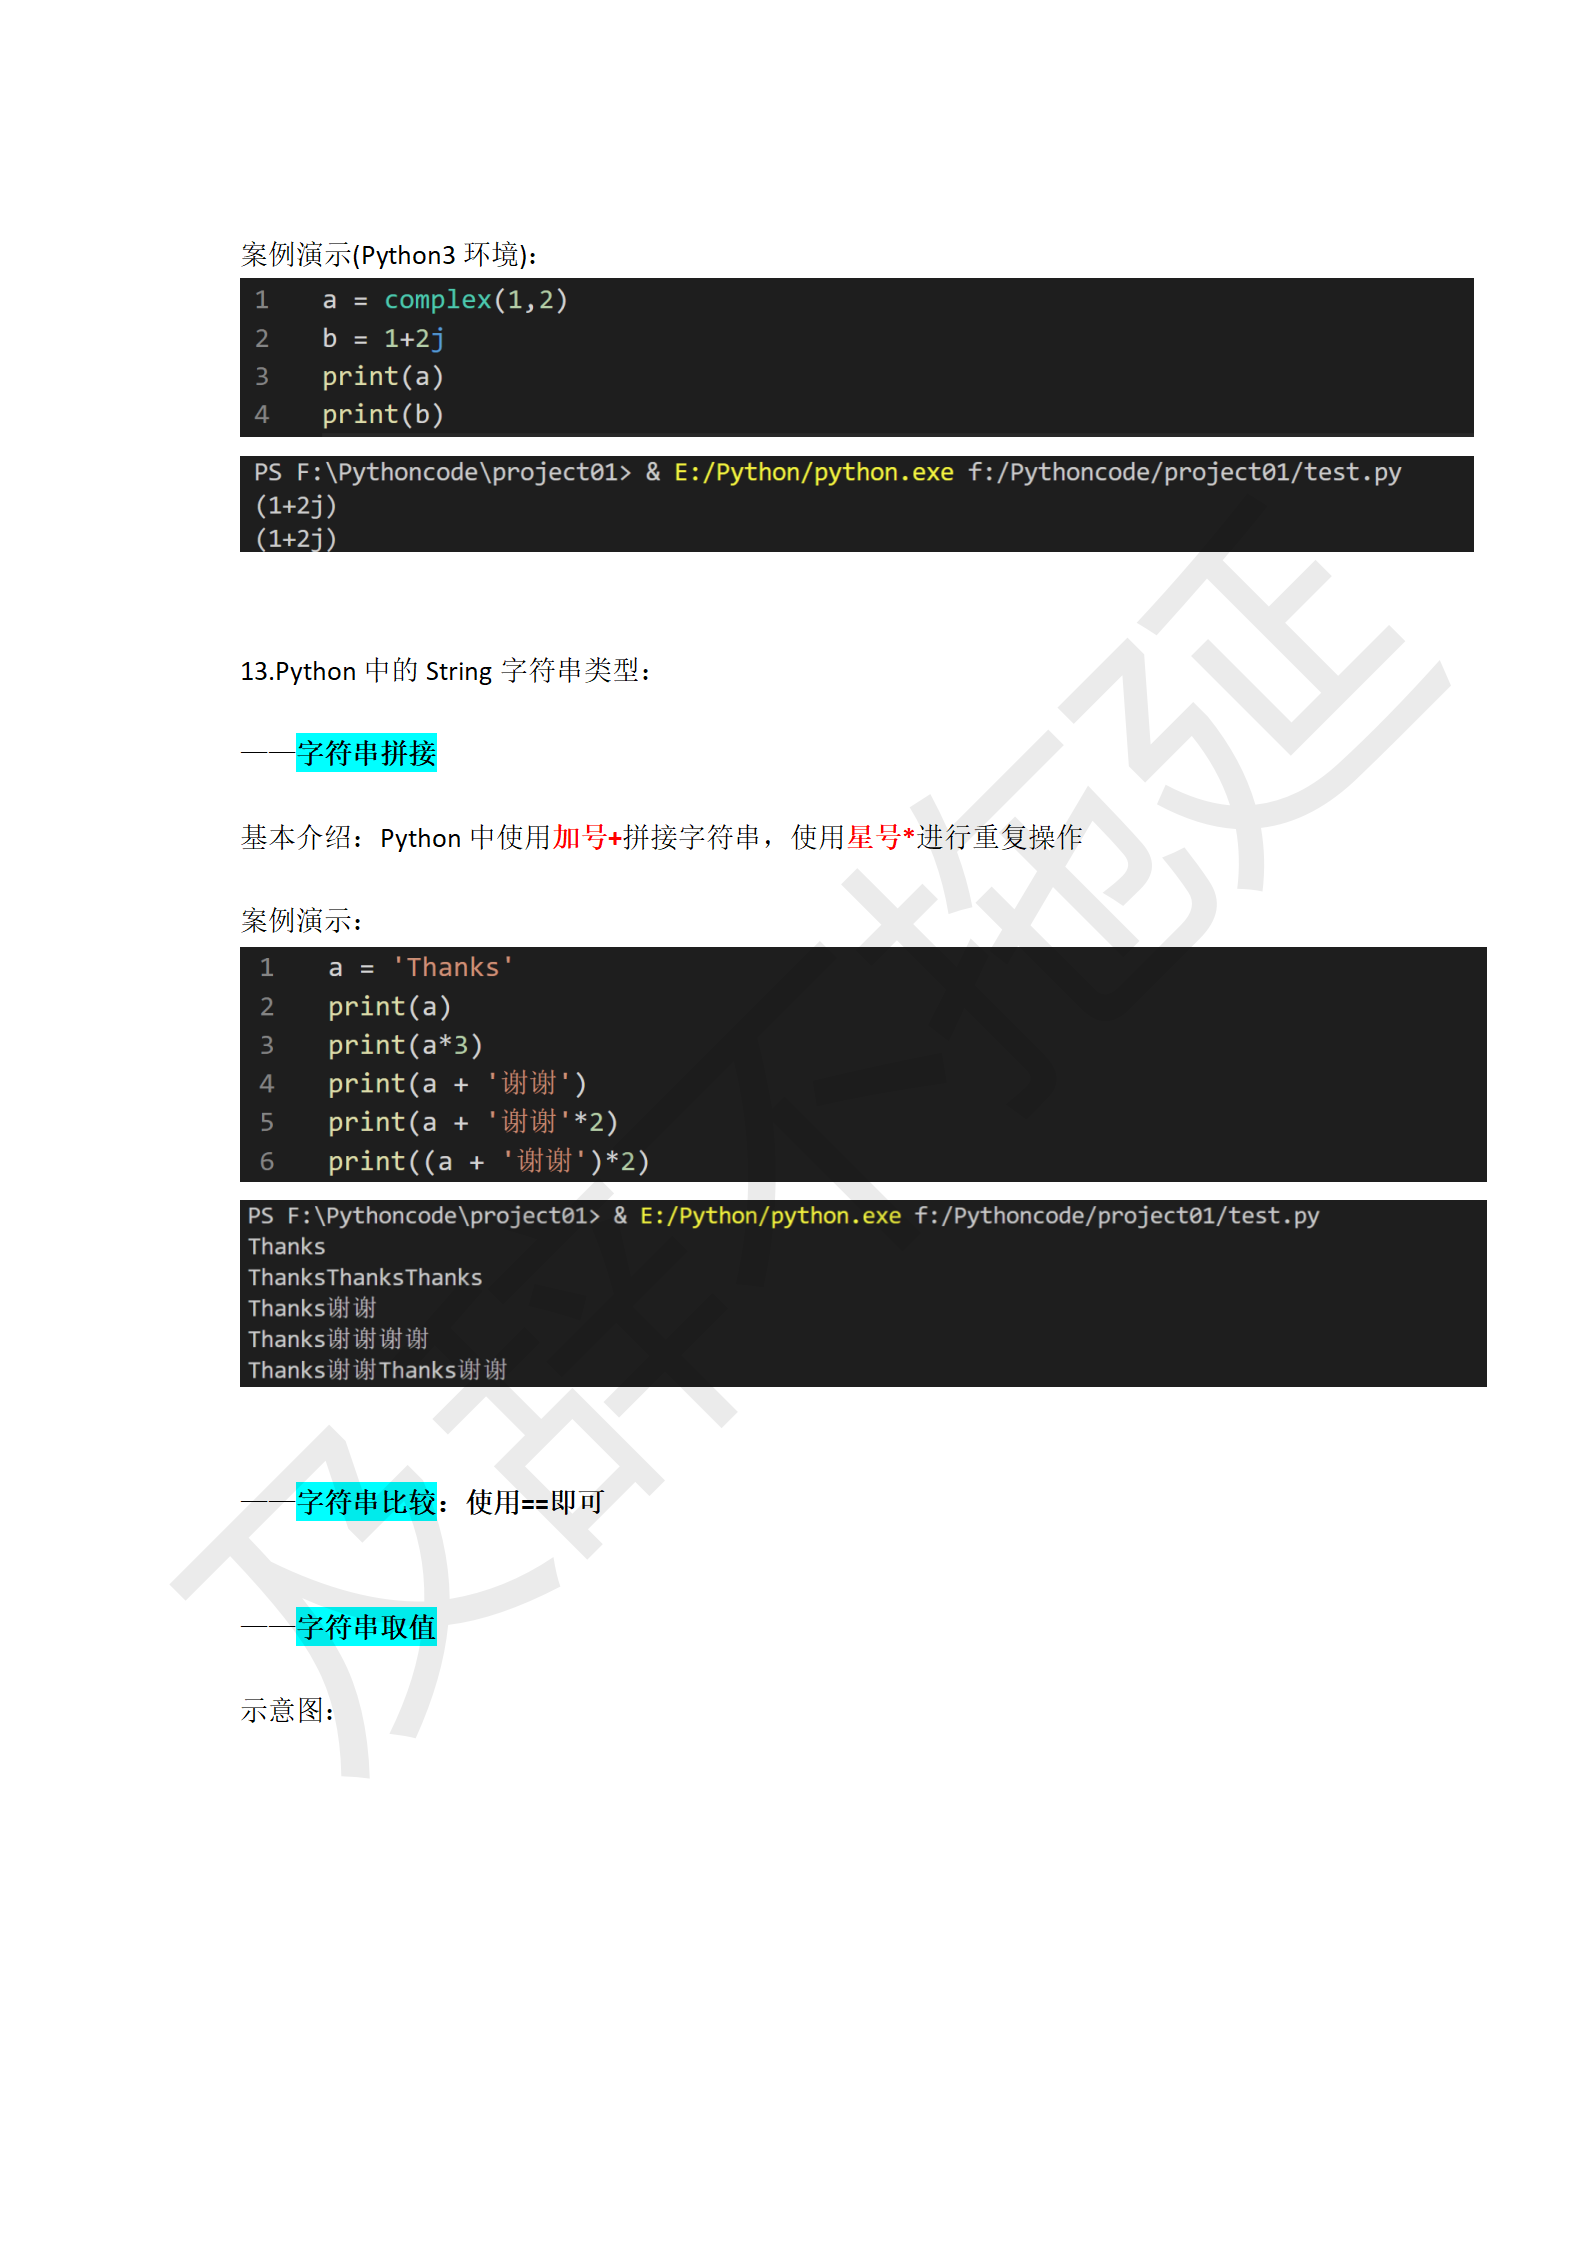 案例演示(Python3 环境)：
1 a = complex(1,2)
2 b = 1+2j
3 print(a)
4 print(b)
PS F:\Pythoncode\project01> & E:/Python/python.exe f:/Pythoncode/project01/test.py
(1+2j)
(1+2j)
13.Python 中的 String 字符串类型：
——字符串拼接
基本介绍：Python 中使用加号+拼接字符串，使用星号*进行重复操作
案例演示：
1 a = 'Thanks'
2 print(a)
3 print(a*3)
4 print(a + '谢谢')
5 print(a + '谢谢'*2)
6 print((a + '谢谢')*2)
PS F:\Pythoncode\project01> & E:/Python/python.exe f:/Pythoncode/project01/test.py
Thanks
ThanksThanksThanks
Thanks谢谢
Thanks谢谢谢谢
Thanks谢谢Thanks谢谢
——字符串比较：使用==即可
——字符串取值
示意图：
及辞不拖延